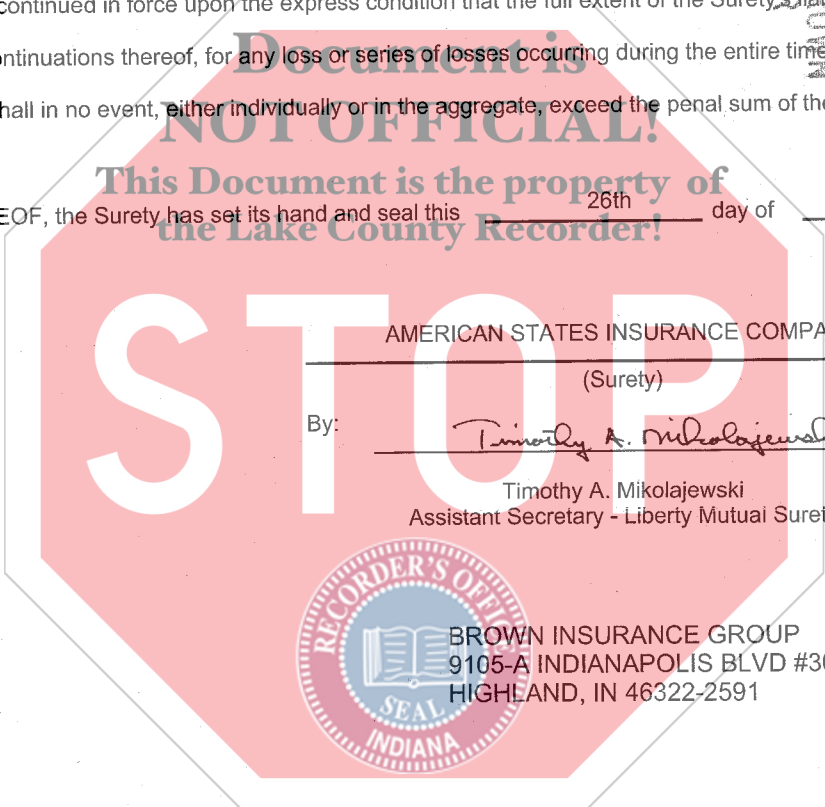 continued in force upon the express condition that the full extent of the Surety's
Document is
ntinuations thereof, for any loss or series of losses occurring during the entire time
hall in no event, either individually or in the aggregate, exceed the penal sum of the
NOT OFFICIAL!
This Document is the property of
EOF, the Surety has set its hand and seal this 26th day of
the Lake County Recorder!
STOP
AMERICAN STATES INSURANCE COMPA
(Surety)
By: Timothy A. Mikolajewsk
Timothy A. Mikolajewski
Assistant Secretary - Liberty Mutual Suret
RECORDER'S OFFICE
SEAL
INDIANA
BROWN INSURANCE GROUP
9105-A INDIANAPOLIS BLVD #30
HIGHLAND, IN 46322-2591